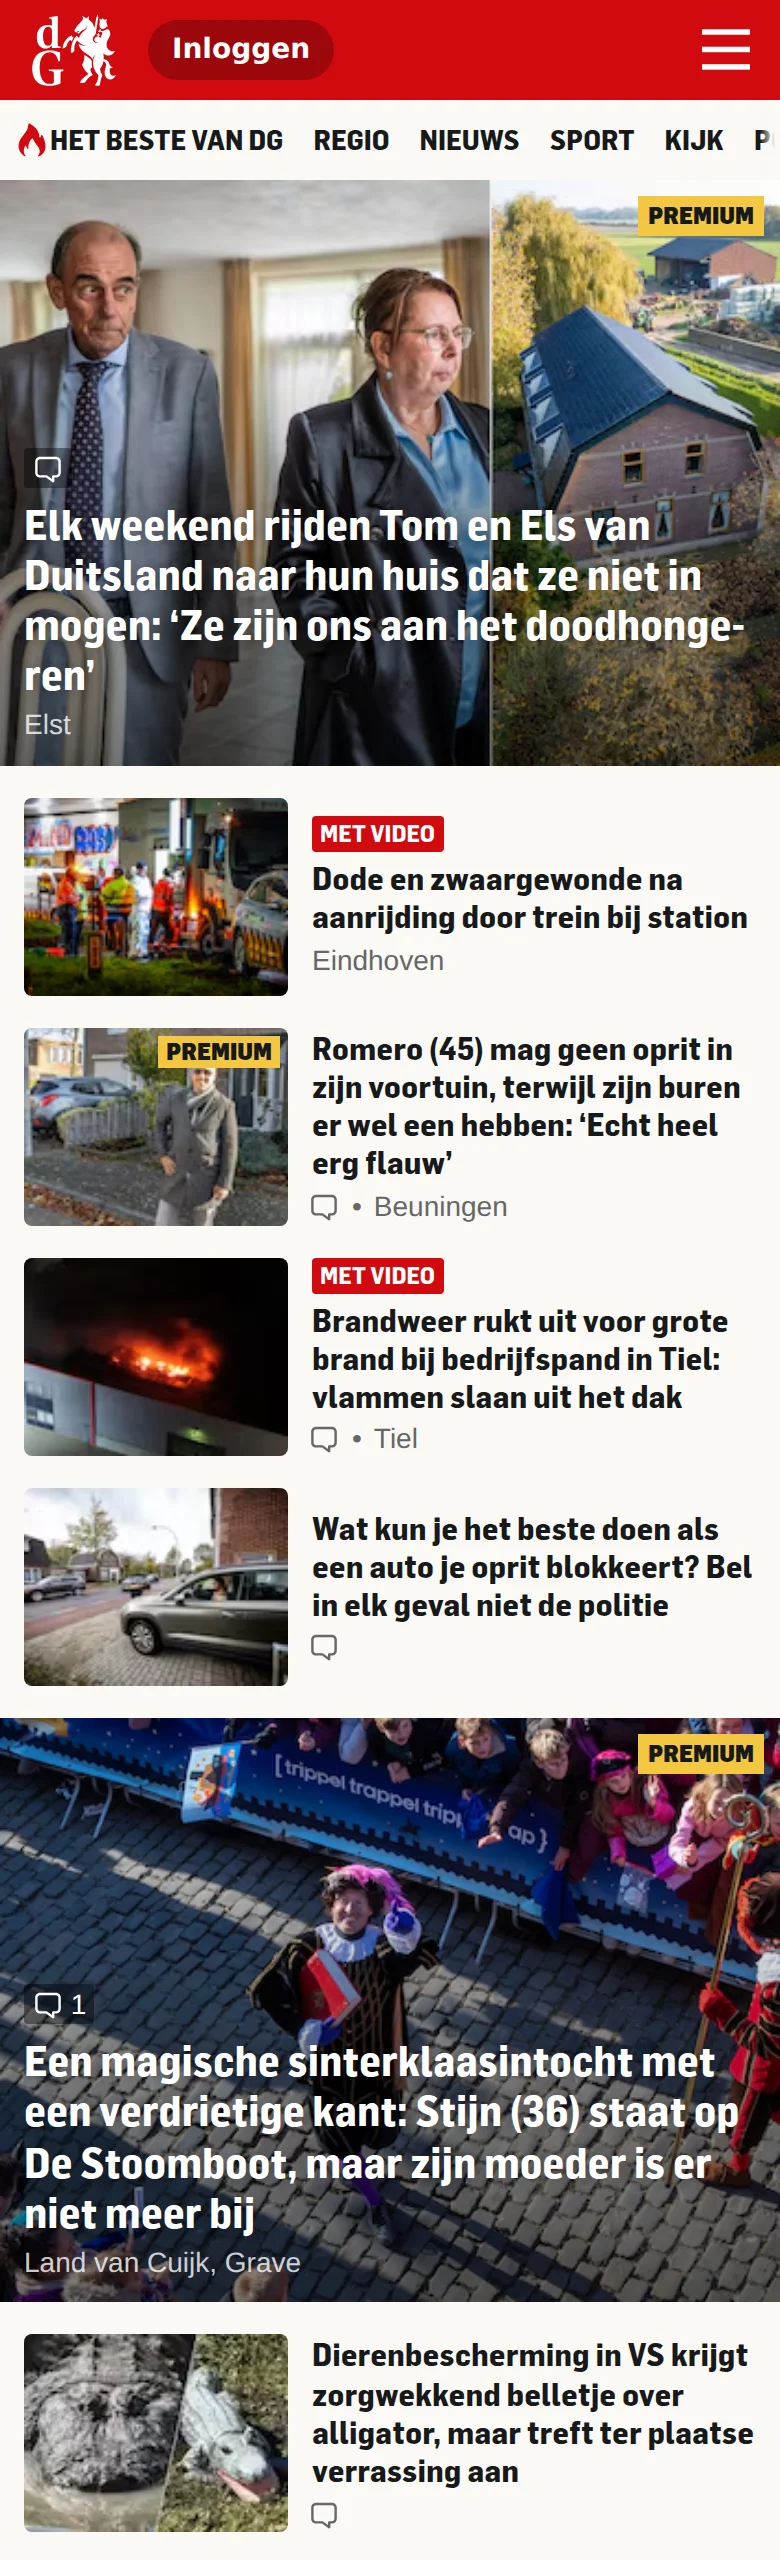 dG
Inloggen
HET BESTE VAN DG REGIO NIEUWS SPORT KIJK
PREMIUM
Elk weekend rijden Tom en Els van
Duitsland naar hun huis dat ze niet in
mogen: ‘Ze zijn ons aan het doodhonge-
ren’
Elst
MET VIDEO
Dode en zwaargewonde na
aanrijding door trein bij station
Eindhoven
PREMIUM
Romero (45) mag geen oprit in
zijn voortuin, terwijl zijn buren
er wel een hebben: ‘Echt heel
erg flauw’
• Beuningen
MET VIDEO
Brandweer rukt uit voor grote
brand bij bedrijfspand in Tiel:
vlammen slaan uit het dak
• Tiel
Wat kun je het beste doen als
een auto je oprit blokkeert? Bel
in elk geval niet de politie
PREMIUM
[ trippel trappel
1
Een magische sinterklaasintocht met
een verdrietige kant: Stijn (36) staat op
De Stoomboot, maar zijn moeder is er
niet meer bij
Land van Cuijk, Grave
Dierenbescherming in VS krijgt
zorgwekkend belletje over
alligator, maar treft ter plaatse
verrassing aan